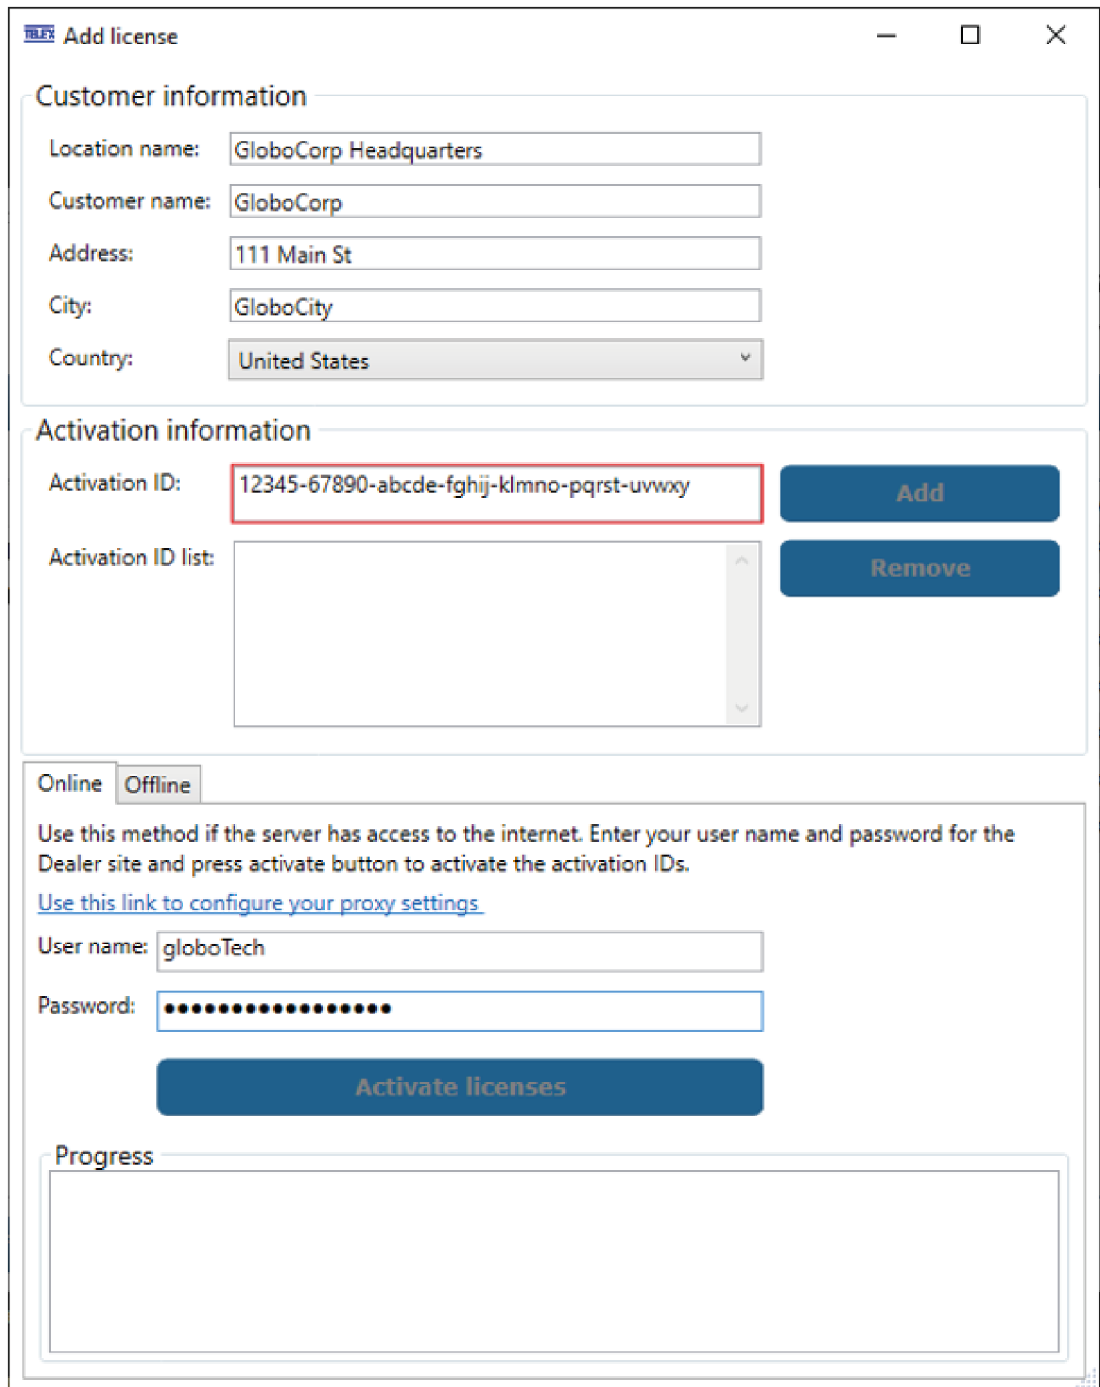 TELEX Add license
Customer information
Location name: GloboCorp Headquarters
Customer name: GloboCorp
Address: 111 Main St
City: GloboCity
Country: United States
Activation information
Activation ID: 12345-67890-abcde-fghij-klmno-pqrst-uvwxy Add
Activation ID list: Remove
Online Offline
Use this method if the server has access to the internet. Enter your user name and password for the
Dealer site and press activate button to activate the activation IDs.
Use this link to configure your proxy settings
User name: globoTech
Password: •••••••••••••••••
Activate licenses
Progress